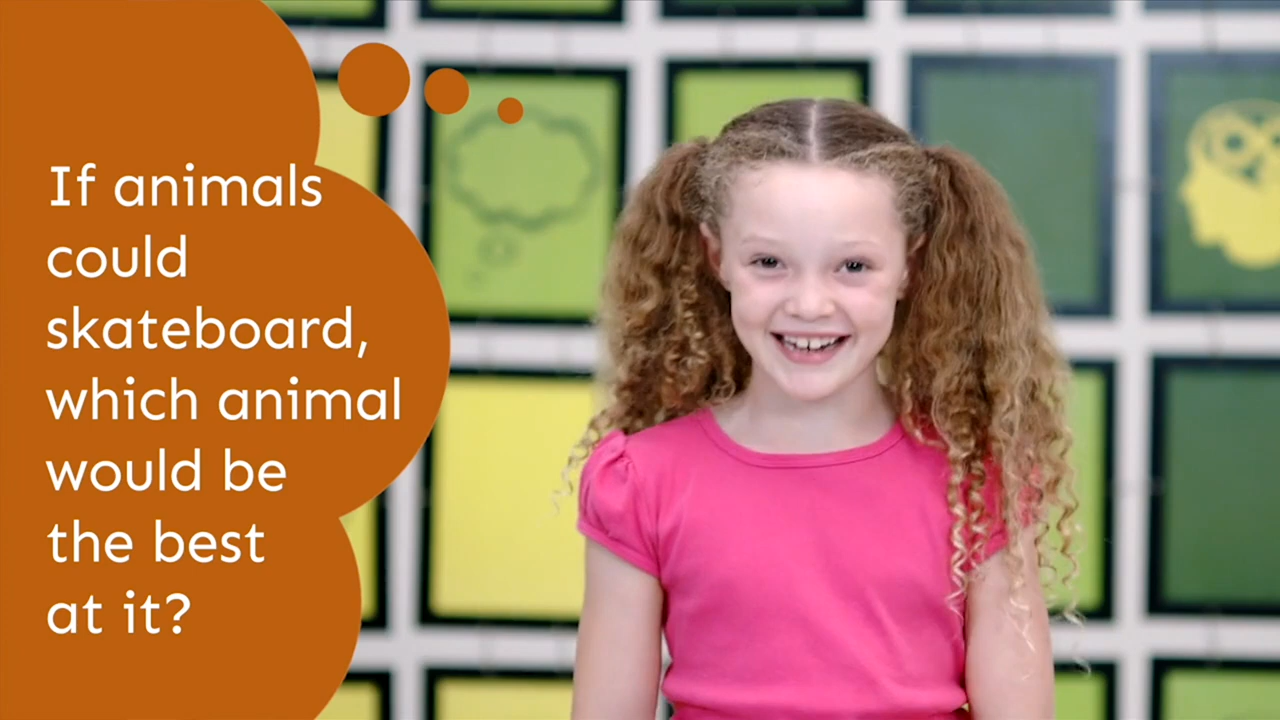 If animals
could
skateboard,
which animal
would be
the best
at it?